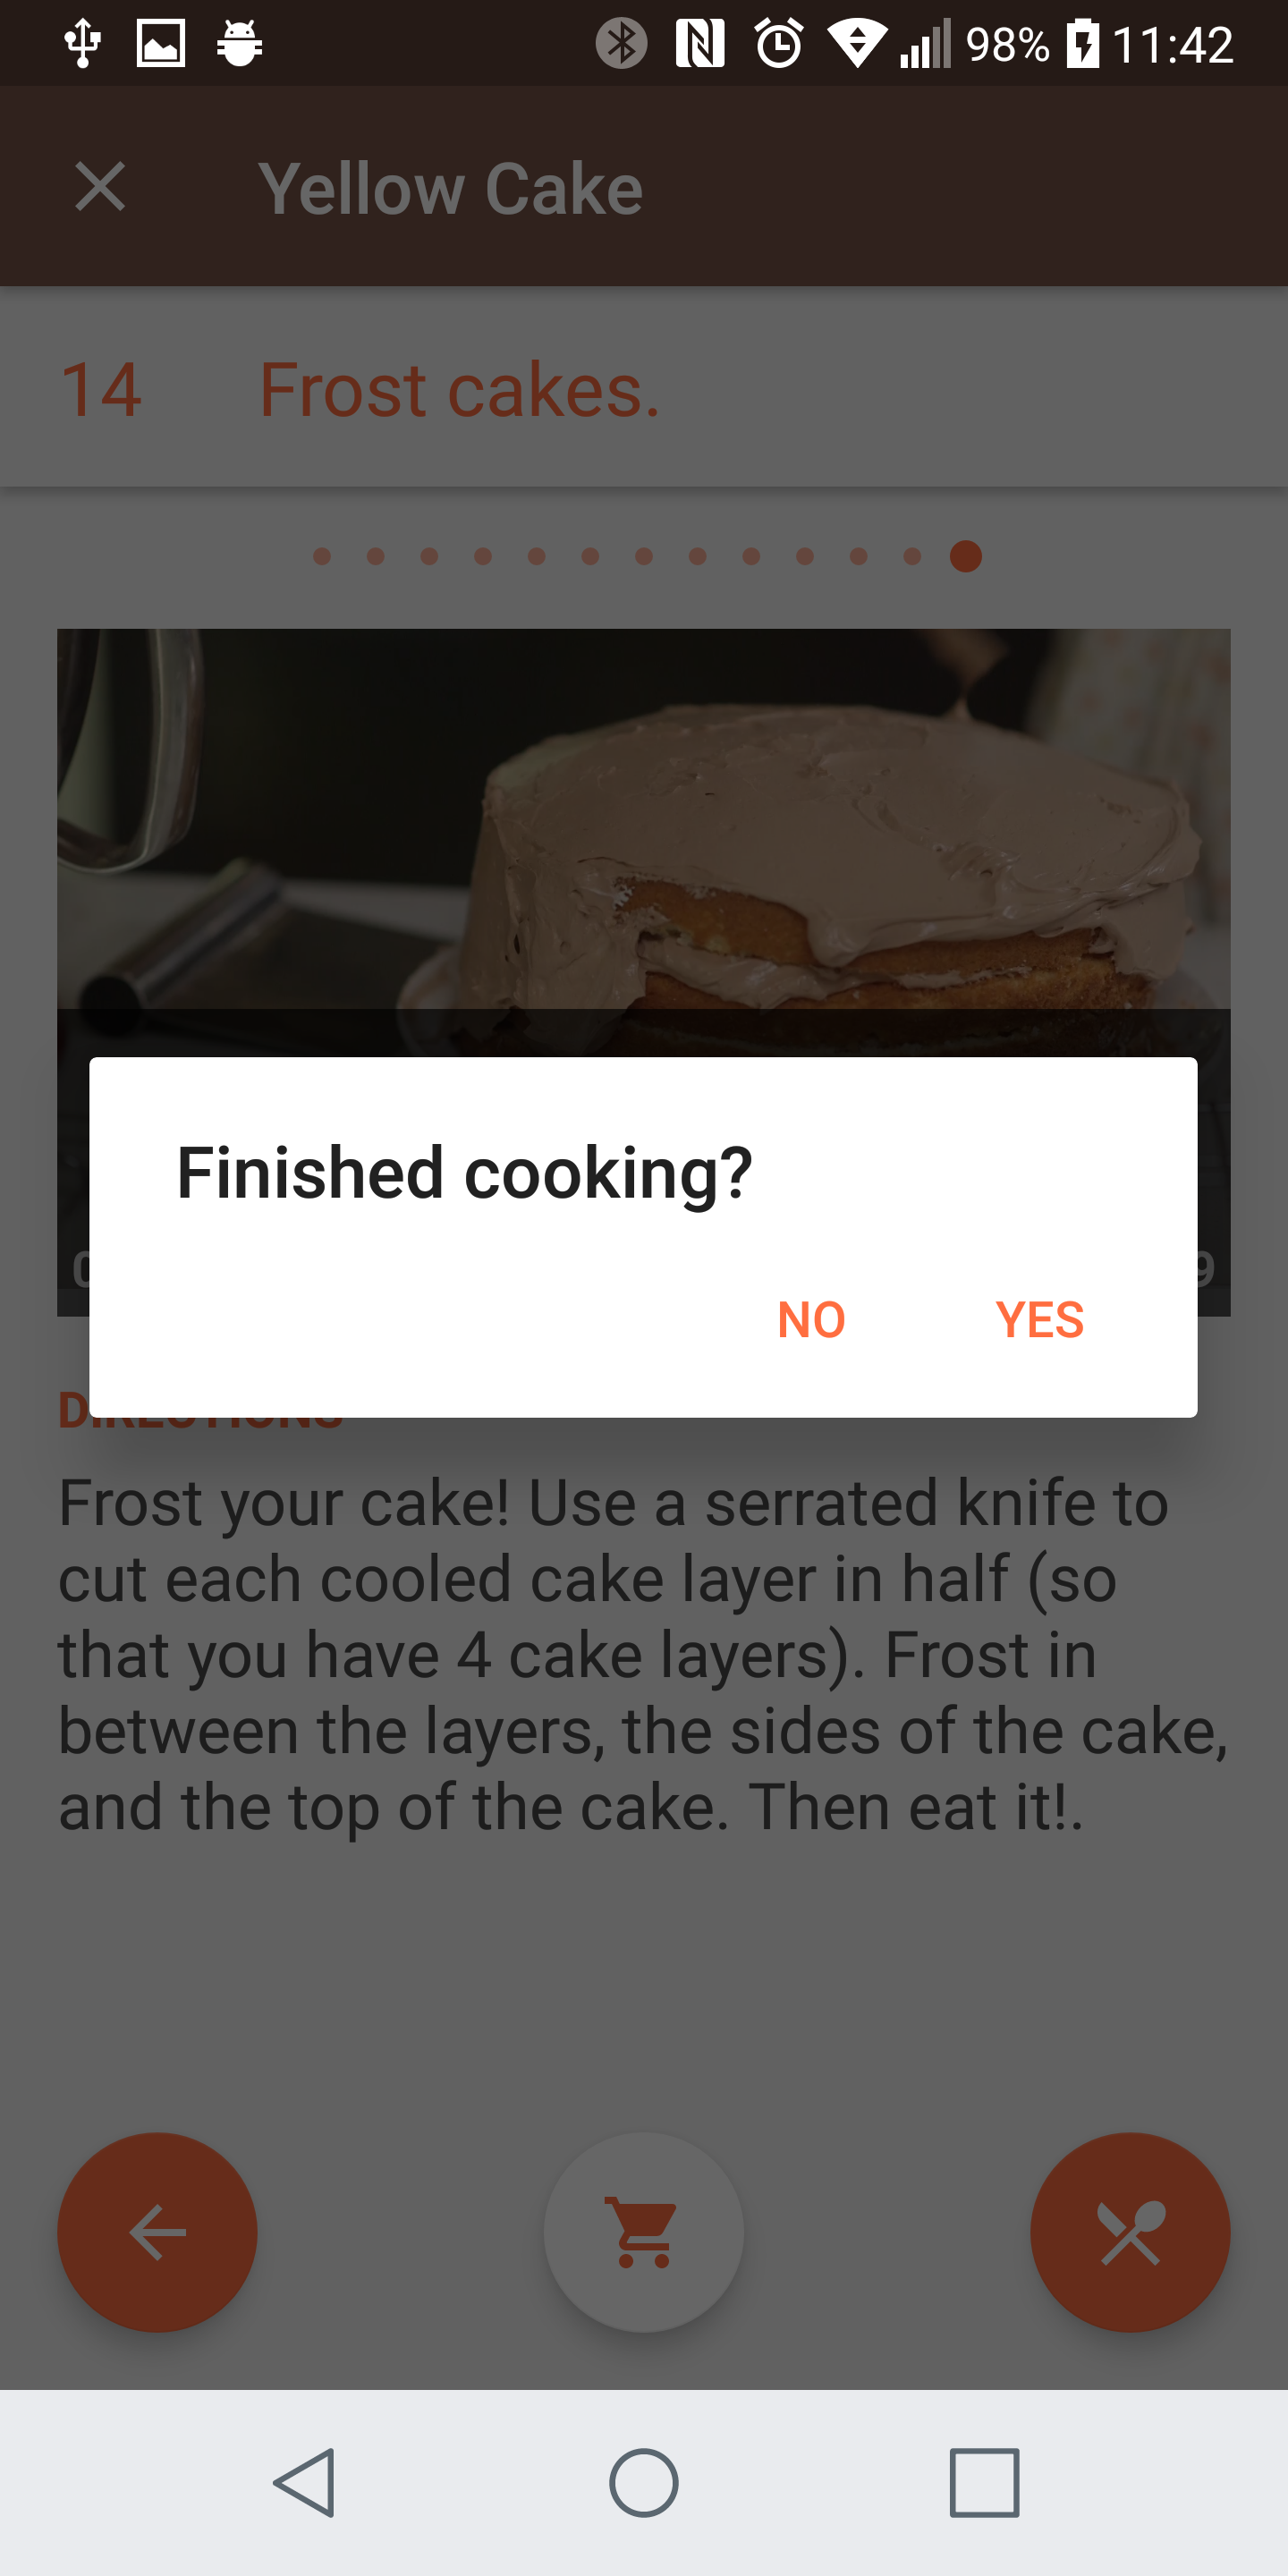 98% 11:42
Yellow Cake
14 Frost cakes.
Finished cooking?
NO YES
DIRECTIONS
Frost your cake! Use a serrated knife to
cut each cooled cake layer in half (so
that you have 4 cake layers). Frost in
between the layers, the sides of the cake,
and the top of the cake. Then eat it!.